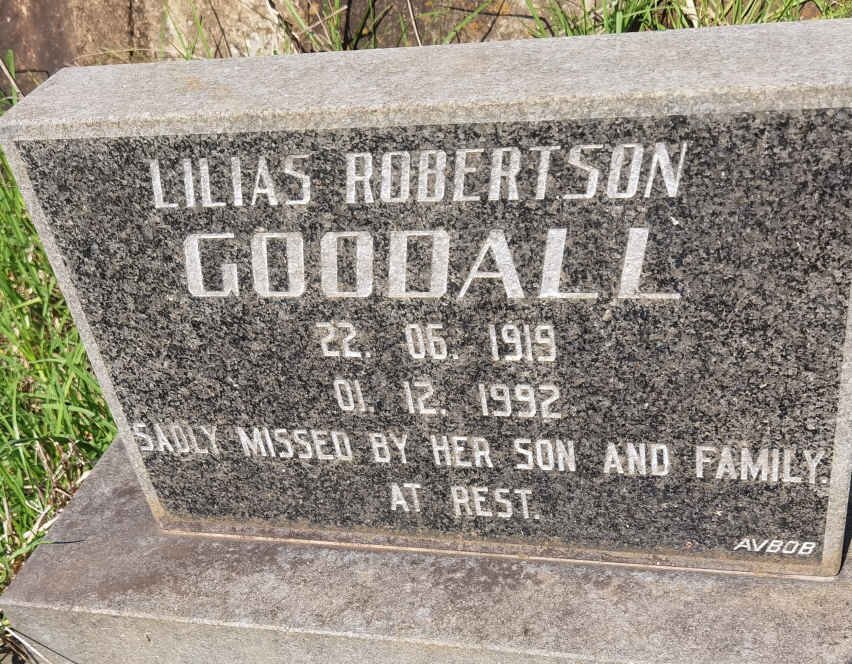 LILIAS ROBERTSON
GOODALL
22. 06. 1919
01. 12. 1992
SADLY MISSED BY HER SON AND FAMILY.
AT REST.
AVBOB